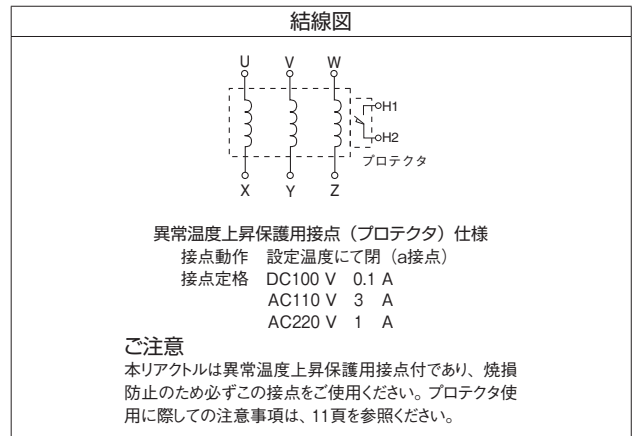 結線図
U V W
H1
H2
プロテクタ
X Y Z
異常温度上昇保護用接点（プロテクタ）仕様
接点動作 設定温度にて閉（a接点）
接点定格 DC100 V 0.1 A
AC110 V 3 A
AC220 V 1 A
ご注意
本リアクトルは異常温度上昇保護用接点付であり、焼損
防止のため必ずこの接点をご使用ください。プロテクタ使
用に際しての注意事項は、11頁を参照ください。